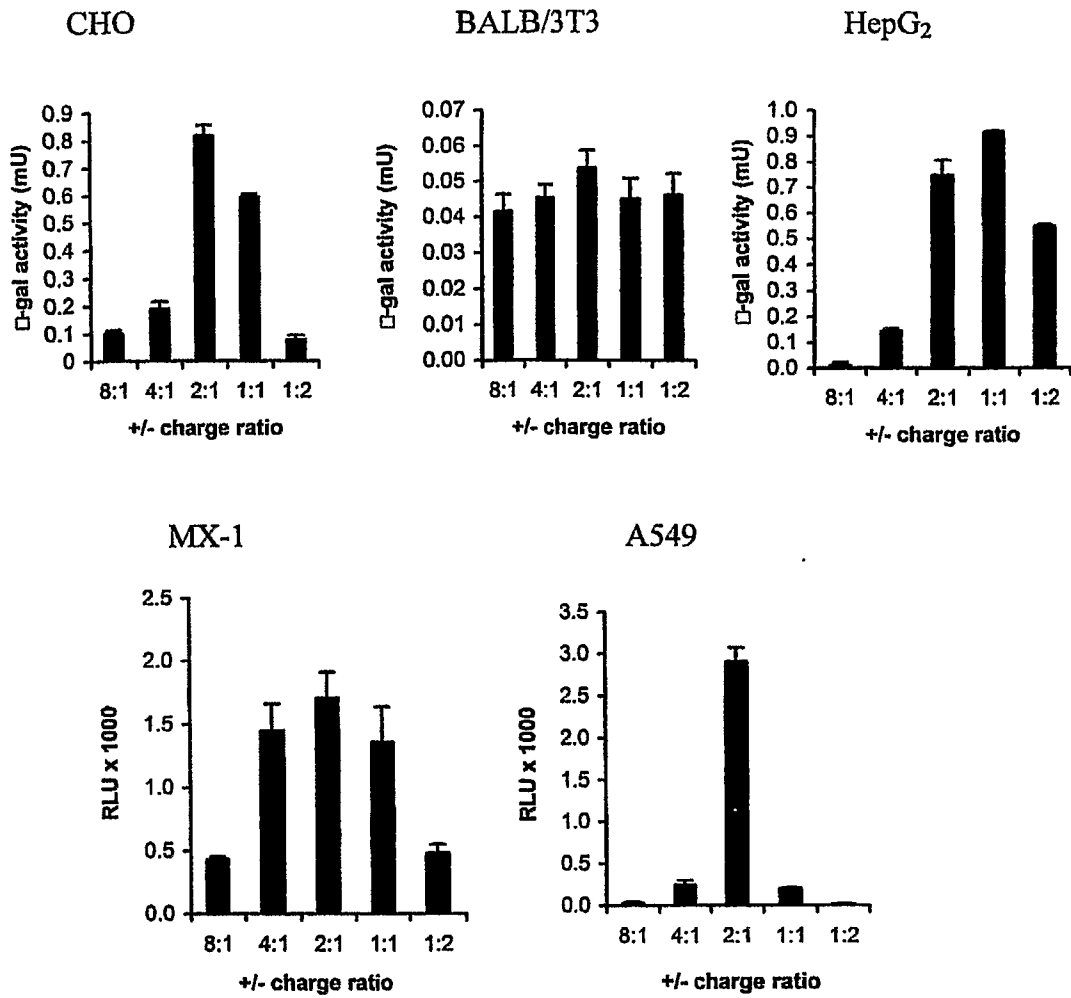 CHO
BALB/3T3
HepG₂
□-gal activity (mU)
0.9
0.8
0.7
0.6
0.5
0.4
0.3
0.2
0.1
0
8:1 4:1 2:1 1:1 1:2
+/- charge ratio
□-gal activity (mU)
0.07
0.06
0.05
0.04
0.03
0.02
0.01
0.00
8:1 4:1 2:1 1:1 1:2
+/- charge ratio
□-gal activity (mU)
1.0
0.9
0.8
0.7
0.6
0.5
0.4
0.3
0.2
0.1
0.0
8:1 4:1 2:1 1:1 1:2
+/- charge ratio
MX-1
A549
RLU x 1000
2.5
2.0
1.5
1.0
0.5
0.0
8:1 4:1 2:1 1:1 1:2
+/- charge ratio
RLU x 1000
3.5
3.0
2.5
2.0
1.5
1.0
0.5
0.0
8:1 4:1 2:1 1:1 1:2
+/- charge ratio